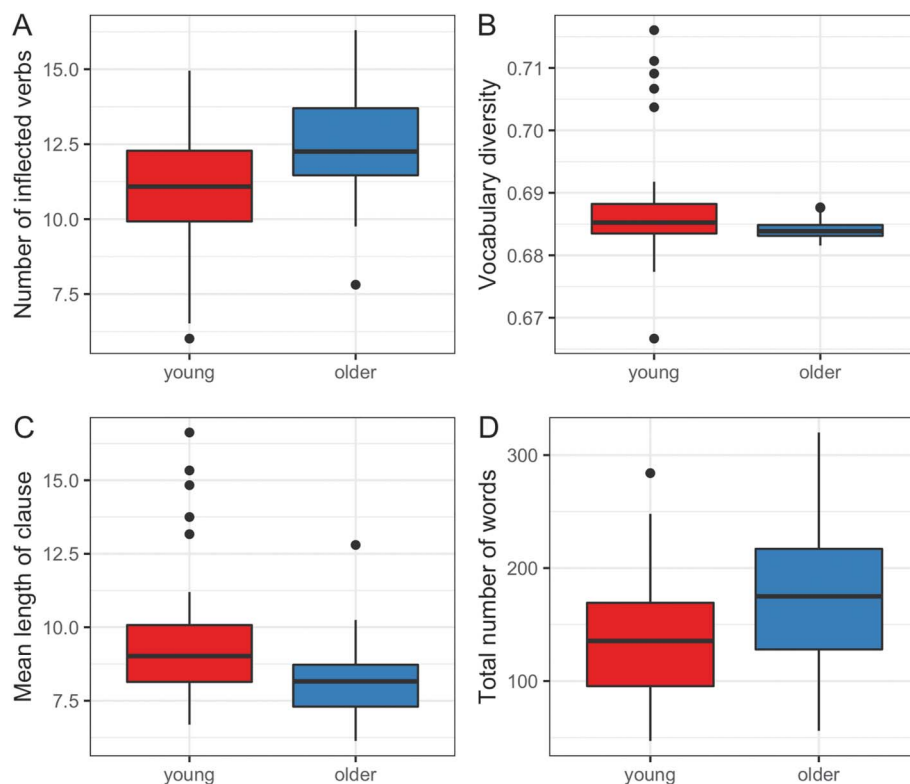 A
Number of inflected verbs
15.0
12.5
10.0
7.5
young
older
B
Vocabulary diversity
0.71
0.70
0.69
0.68
0.67
young
older
C
Mean length of clause
15.0
12.5
10.0
7.5
young
older
D
Total number of words
300
200
100
young
older